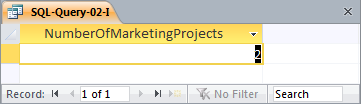 SQL-Query-02-I
NumberOfMarketingProjects
2
Record: 1 of 1 No Filter Search